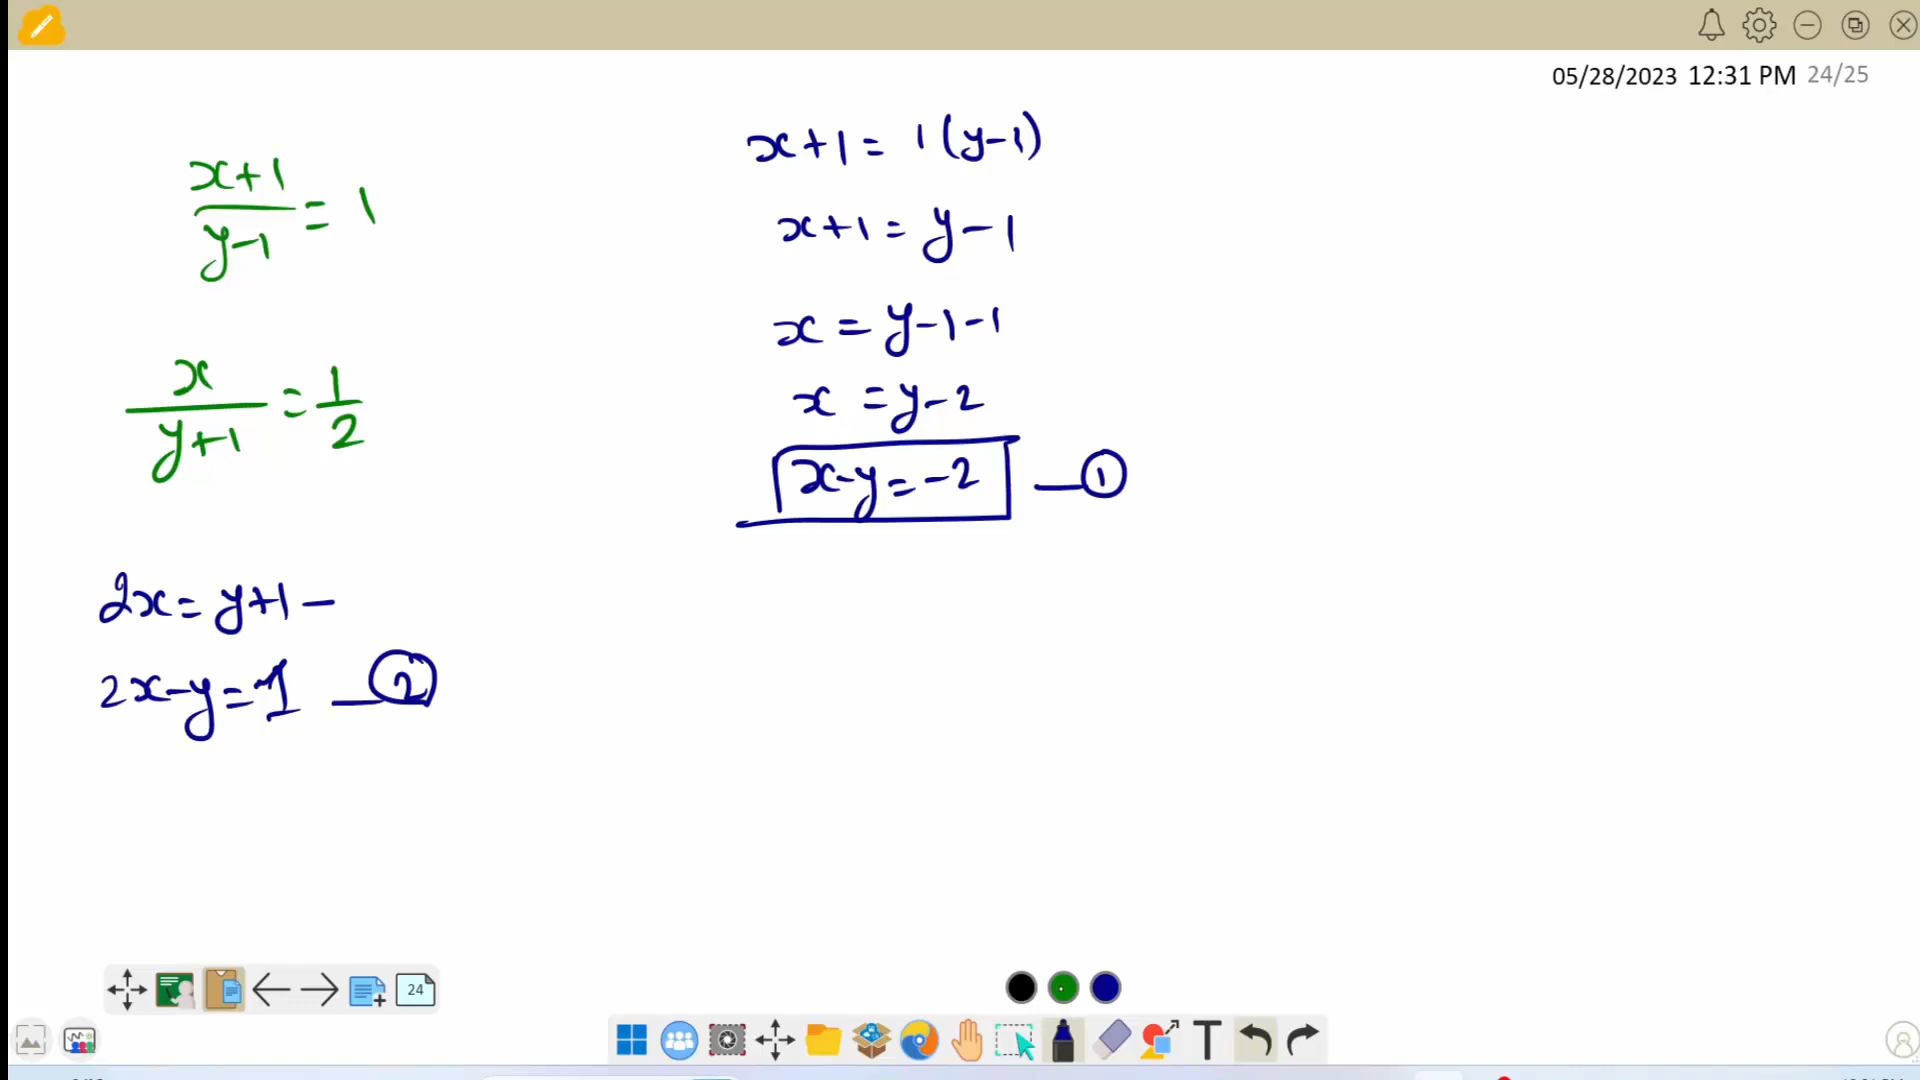 05/28/2023 12:31 PM 24/25
x+1/y-1 = 1
x/y+1 = 1/2
2x = y+1 -
2x-y = 1 — 2
x+1 = 1(y-1)
x+1 = y-1
x = y-1-1
x = y-2
x-y = -2 — 1
24
T